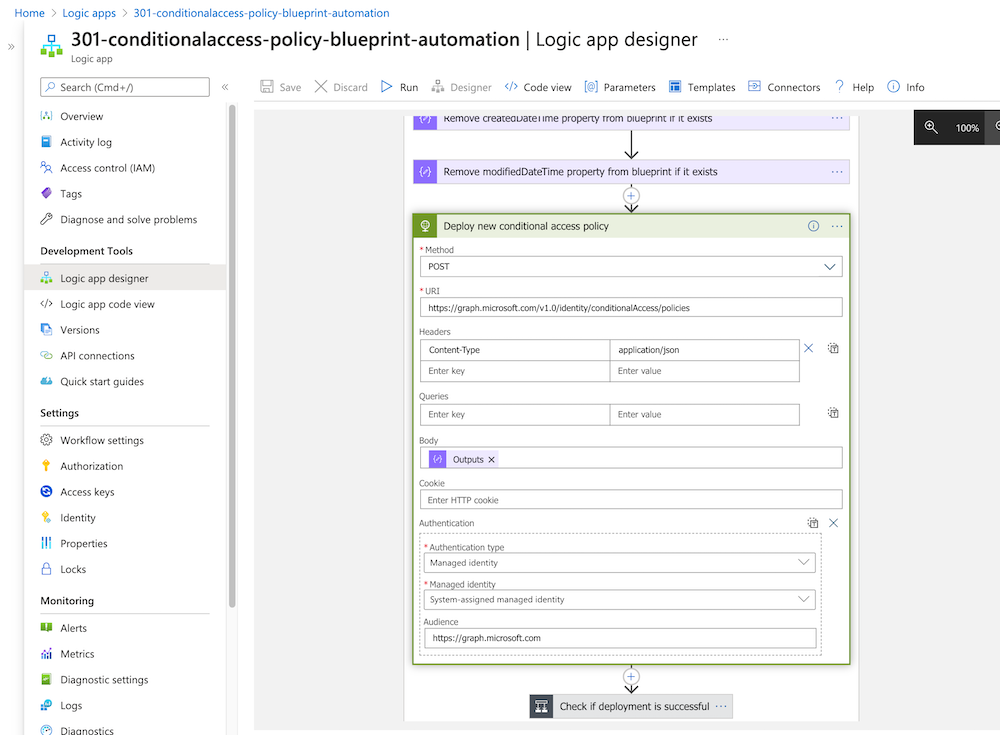 Home > Logic apps > 301-conditionalaccess-policy-blueprint-automation
301-conditionalaccess-policy-blueprint-automation | Logic app designer ...
Logic app
Search (Cmd+/)
Save Discard Run Designer Code view Parameters Templates Connectors Help Info
Overview
Activity log
Access control (IAM)
Tags
Diagnose and solve problems
Development Tools
Logic app designer
Logic app code view
Versions
API connections
Quick start guides
Settings
Workflow settings
Authorization
Access keys
Identity
Properties
Locks
Monitoring
Alerts
Metrics
Diagnostic settings
Logs
Diagnostics
Remove createdDateTime property from blueprint if it exists
Remove modifiedDateTime property from blueprint if it exists
Deploy new conditional access policy
* Method
POST
* URI
https://graph.microsoft.com/v1.0/identity/conditionalAccess/policies
Headers
Content-Type application/json
Enter key Enter value
Queries
Enter key Enter value
Body
Outputs
Cookie
Enter HTTP cookie
Authentication
* Authentication type
Managed identity
* Managed identity
System-assigned managed identity
Audience
https://graph.microsoft.com
Check if deployment is successful
100%